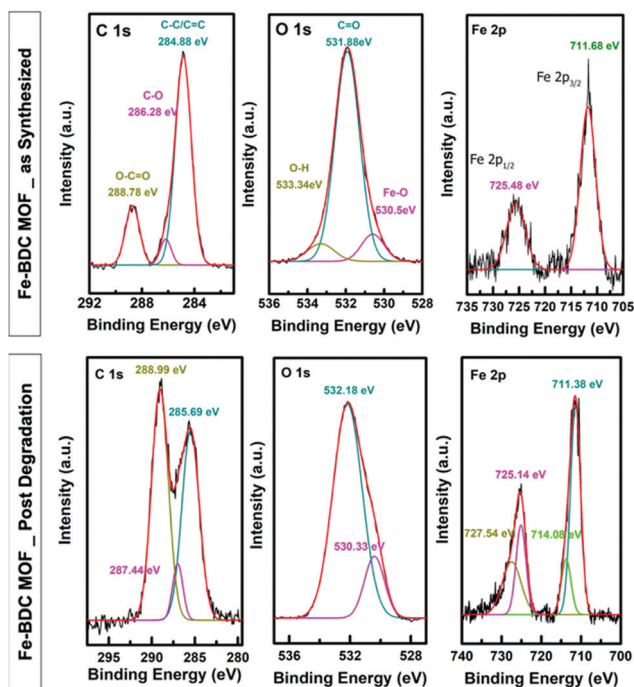 Fe-BDC MOF _ as Synthesized
C 1s
C-C/C=C
284.88 eV
C-O
286.28 eV
O-C=O
288.78 eV
Intensity (a.u.)
292 288 284
Binding Energy (eV)
O 1s
C=O
531.88eV
O-H
533.34eV
Fe-O
530.5eV
Intensity (a.u.)
536 534 532 530 528
Binding Energy (eV)
Fe 2p
711.68 eV
Fe 2p3/2
Fe 2p1/2
725.48 eV
Intensity (a.u.)
735 730 725 720 715 710 705
Binding Energy (eV)
Fe-BDC MOF _ Post Degradation
C 1s
288.99 eV
285.69 eV
287.44 eV
Intensity (a.u.)
295 290 285 280
Binding Energy (eV)
O 1s
532.18 eV
530.33 eV
Intensity (a.u.)
536 532 528
Binding Energy (eV)
Fe 2p
711.38 eV
725.14 eV
727.54 eV
714.08 eV
Intensity (a.u.)
740 730 720 710 700
Binding Energy (eV)